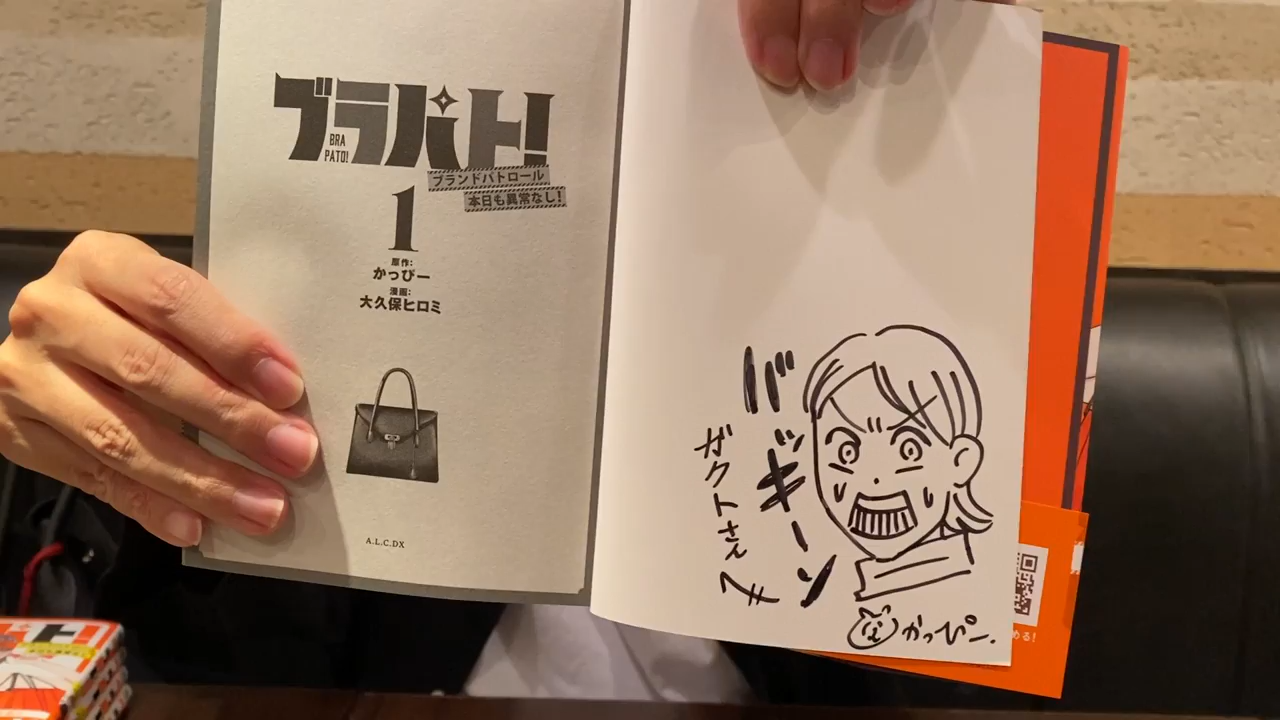 ブラパト!
BRA
PATO!
ブランドパトロール
本日も異常なし!
1
原作:
かっぴー
漫画:
大久保ヒロミ
A.L.C.DX
バッキーン
ガクトさんへ
かっぴー.
める!